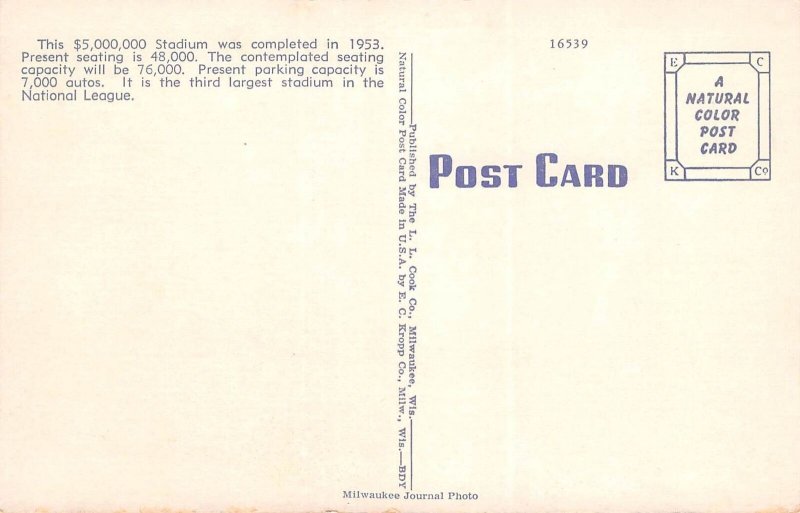 This $5,000,000 Stadium was completed in 1953.
Present seating is 48,000. The contemplated seating
capacity will be 76,000. Present parking capacity is
7,000 autos. It is the third largest stadium in the
National League.
Published by The L. L. Cook Co., Milwaukee, Wis.
Natural Color Post Card Made in U.S.A. by E. C. Kropp Co., Milw., Wis.—BDY
16539
POST CARD
E C
A
NATURAL
COLOR
POST
CARD
K Co
Milwaukee Journal Photo